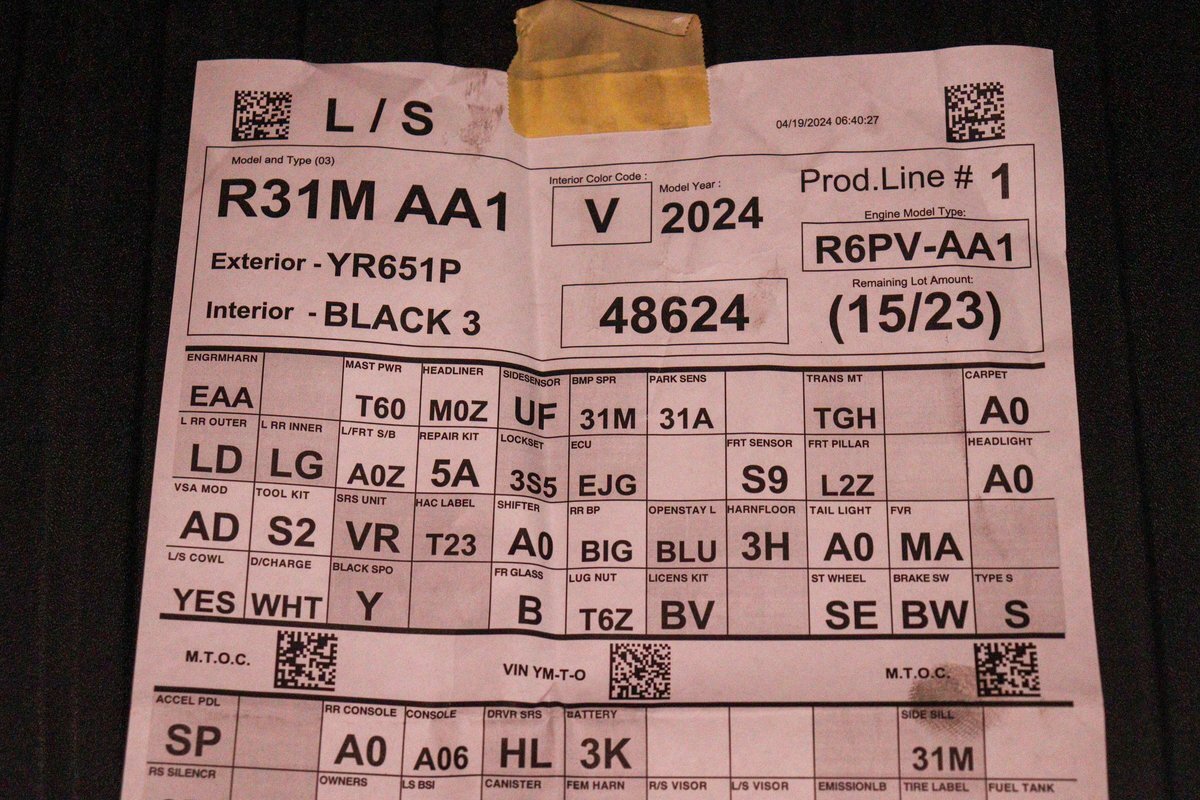 L / S
04/19/2024 06:40:27
Model and Type (03)
R31M AA1
Exterior - YR651P
Interior - BLACK 3
Interior Color Code :
V
Model Year :
2024
48624
Prod.Line # 1
Engine Model Type:
R6PV-AA1
Remaining Lot Amount:
(15/23)
ENGRMHARN MAST PWR HEADLINER SIDESENSOR BMP SPR PARK SENS TRANS MT CARPET
EAA T60 M0Z UF 31M 31A TGH A0
L RR OUTER L RR INNER L/FRT S/B REPAIR KIT LOCKSET ECU FRT SENSOR FRT PILLAR HEADLIGHT
LD LG A0Z 5A 3S5 EJG S9 L2Z A0
VSA MOD TOOL KIT SRS UNIT HAC LABEL SHIFTER RR BP OPENSTAY L HARNFLOOR TAIL LIGHT FVR
AD S2 VR T23 A0 BIG BLU 3H A0 MA
L/S COWL D/CHARGE BLACK SPO FR GLASS LUG NUT LICENS KIT ST WHEEL BRAKE SW TYPE S
YES WHT Y B T6Z BV SE BW S
M.T.O.C. VIN YM-T-O M.T.O.C.
ACCEL PDL RR CONSOLE CONSOLE DRVR SRS BATTERY SIDE SILL
SP A0 A06 HL 3K 31M
RS SILENCR OWNERS LS BSI CANISTER FEM HARN R/S VISOR L/S VISOR EMISSIONLB TIRE LABEL FUEL TANK